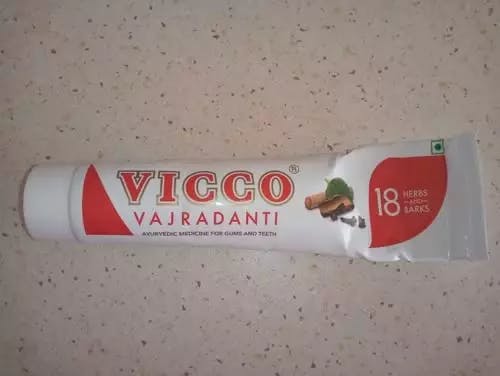 VICCO®
VAJRADANTI
AYURVEDIC MEDICINE FOR GUMS AND TEETH
18 HERBS
-AND-
BARKS